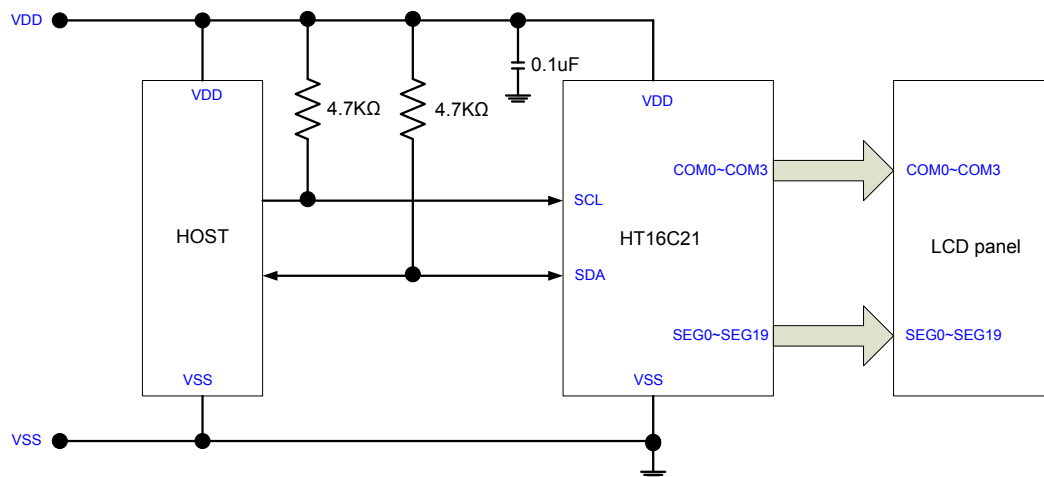 VDD
0.1uF
VDD
4.7KΩ
4.7KΩ
VDD
COM0~COM3
COM0~COM3
SCL
HOST
HT16C21
LCD panel
SDA
SEG0~SEG19
SEG0~SEG19
VSS
VSS
VSS